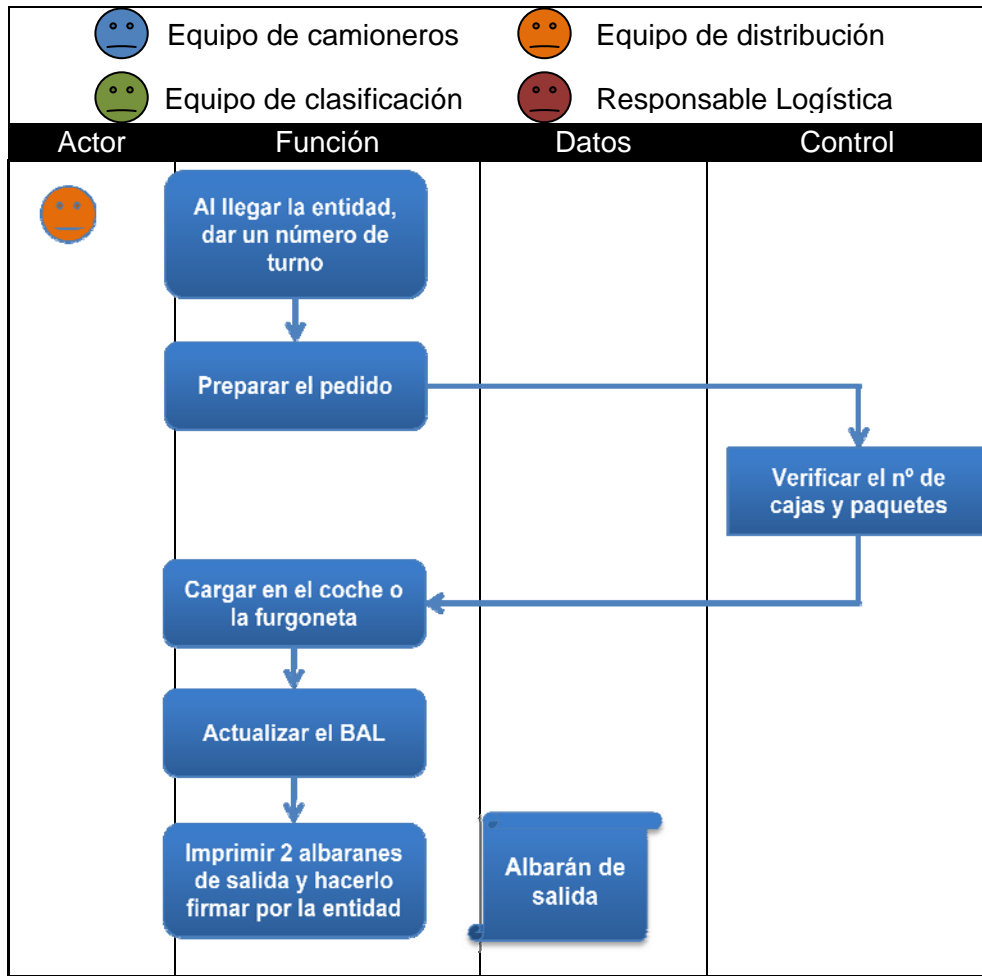 Equipo de camioneros
Equipo de distribución
Equipo de clasificación
Responsable Logística
Actor
Función
Datos
Control
Al llegar la entidad,
dar un número de
turno
Preparar el pedido
Verificar el nº de
cajas y paquetes
Cargar en el coche o
la furgoneta
Actualizar el BAL
Imprimir 2 albaranes
de salida y hacerlo
firmar por la entidad
Albarán de
salida